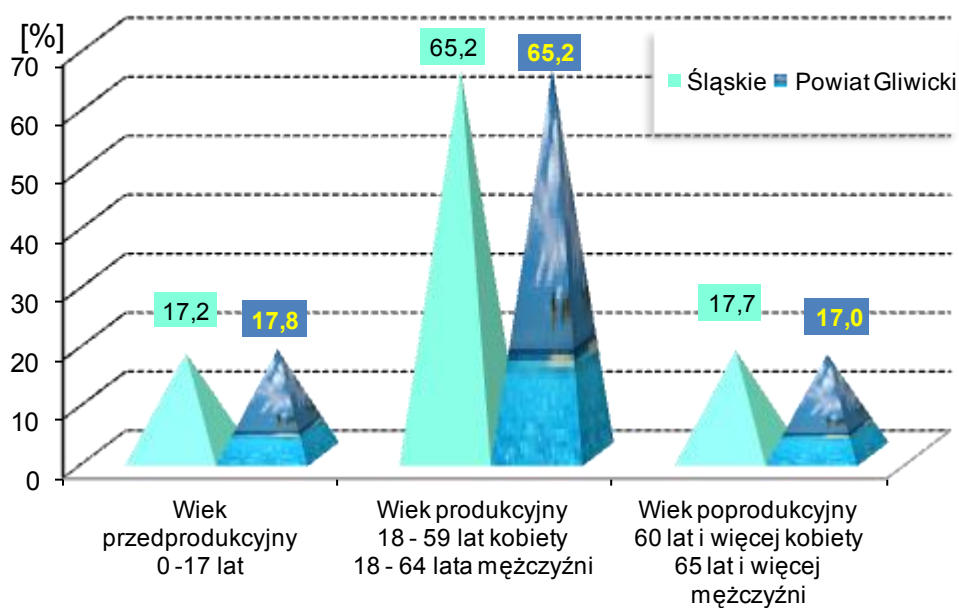 [%]
70
60
50
40
30
20
10
0
65,2
65,2
Śląskie Powiat Gliwicki
17,2
17,8
17,7
17,0
Wiek
przedprodukcyjny
0 -17 lat
Wiek produkcyjny
18 - 59 lat kobiety
18 - 64 lata mężczyźni
Wiek poprodukcyjny
60 lat i więcej kobiety
65 lat i więcej
mężczyźni